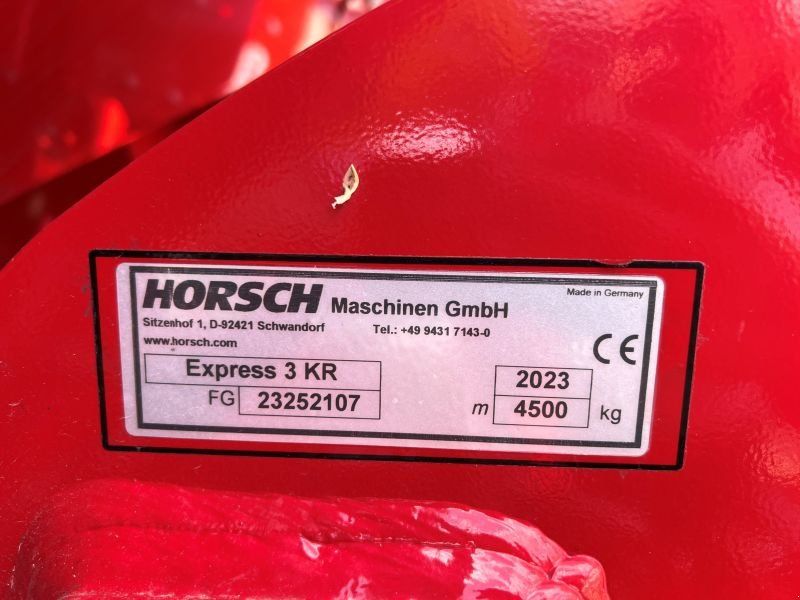 HORSCH Maschinen GmbH
Made in Germany
Sitzenhof 1, D-92421 Schwandorf Tel.: +49 9431 7143-0
www.horsch.com
CE
Express 3 KR 2023
FG 23252107 m 4500 kg